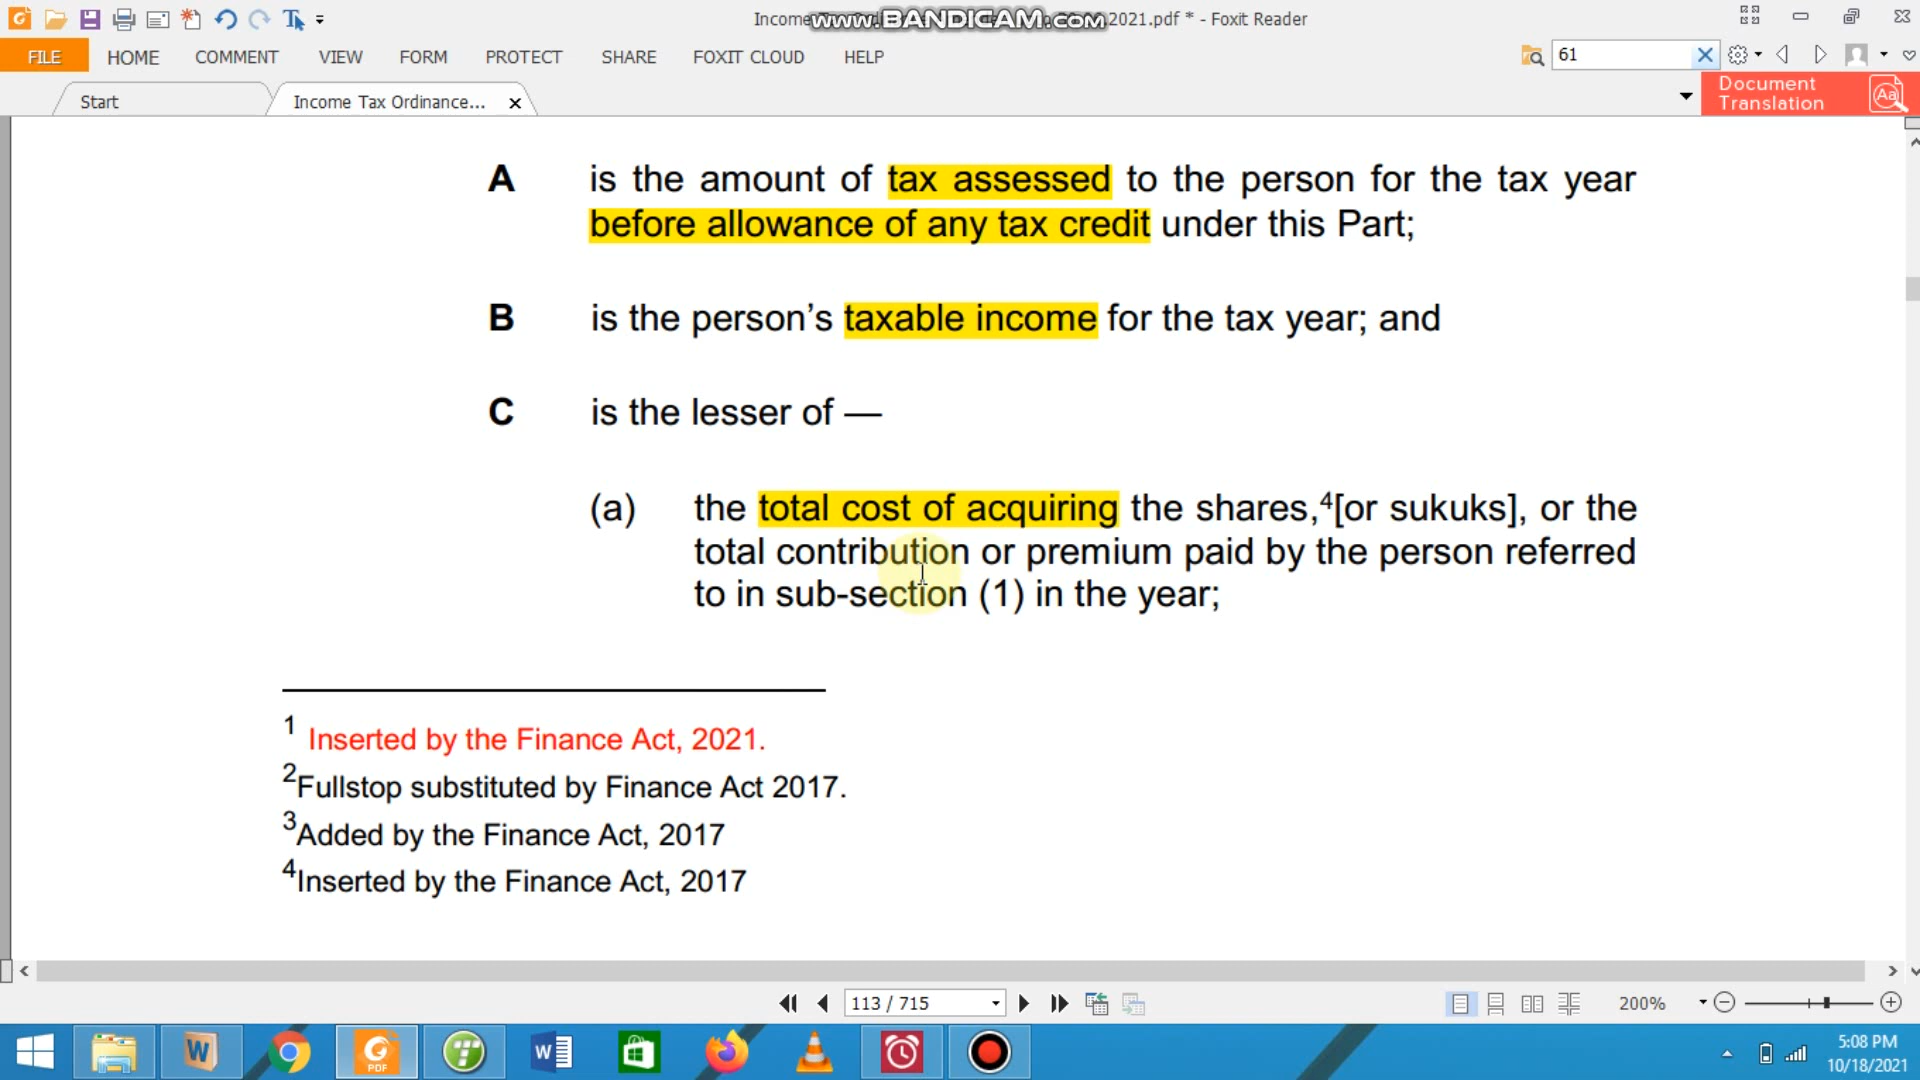 Income Tax Ord
www.BANDICAM.com
.2021.pdf * - Foxit Reader
FILE HOME COMMENT VIEW FORM PROTECT SHARE FOXIT CLOUD HELP
61
Start
Income Tax Ordinance...
Document
Translation
Aa
A is the amount of tax assessed to the person for the tax year
before allowance of any tax credit under this Part;
B is the person's taxable income for the tax year; and
C is the lesser of —
(a) the total cost of acquiring the shares,4[or sukuks], or the
total contribution or premium paid by the person referred
to in sub-section (1) in the year;
1 Inserted by the Finance Act, 2021.
2Fullstop substituted by Finance Act 2017.
3Added by the Finance Act, 2017
4Inserted by the Finance Act, 2017
113 / 715
200%
PDF
5:08 PM
10/18/2021